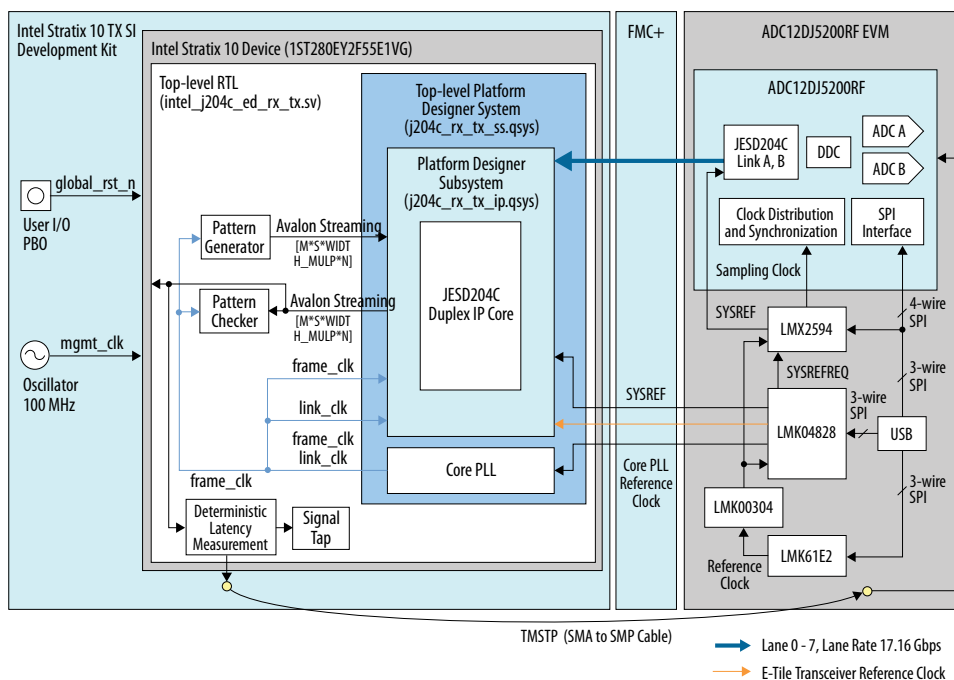 Intel Stratix 10 TX SI
Development Kit
Intel Stratix 10 Device (1ST280EY2F55E1VG)
Top-level RTL
(intel_j204c_ed_rx_tx.sv)
Top-level Platform
Designer System
(j204c_rx_tx_ss.qsys)
Platform Designer
Subsystem
(j204c_rx_tx_ip.qsys)
JESD204C
Duplex IP Core
global_rst_n
User I/O
PBO
mgmt_clk
Oscillator
100 MHz
Pattern
Generator
Avalon Streaming
[M*S*WIDT
H_MULP*N]
Pattern
Checker
Avalon Streaming
[M*S*WIDT
H_MULP*N]
frame_clk
link_clk
frame_clk
link_clk
frame_clk
Core PLL
Deterministic
Latency
Measurement
Signal
Tap
FMC+
SYSREF
Core PLL
Reference
Clock
ADC12DJ5200RF EVM
ADC12DJ5200RF
JESD204C
Link A, B
DDC
ADC A
ADC B
Clock Distribution
and Synchronization
SPI
Interface
Sampling Clock
SYSREF
LMX2594
4-wire
SPI
SYSREFREQ
3-wire
SPI
3-wire
SPI
LMK04828
USB
3-wire
SPI
LMK00304
Reference
Clock
LMK61E2
TMSTP (SMA to SMP Cable)
Lane 0 - 7, Lane Rate 17.16 Gbps
E-Tile Transceiver Reference Clock